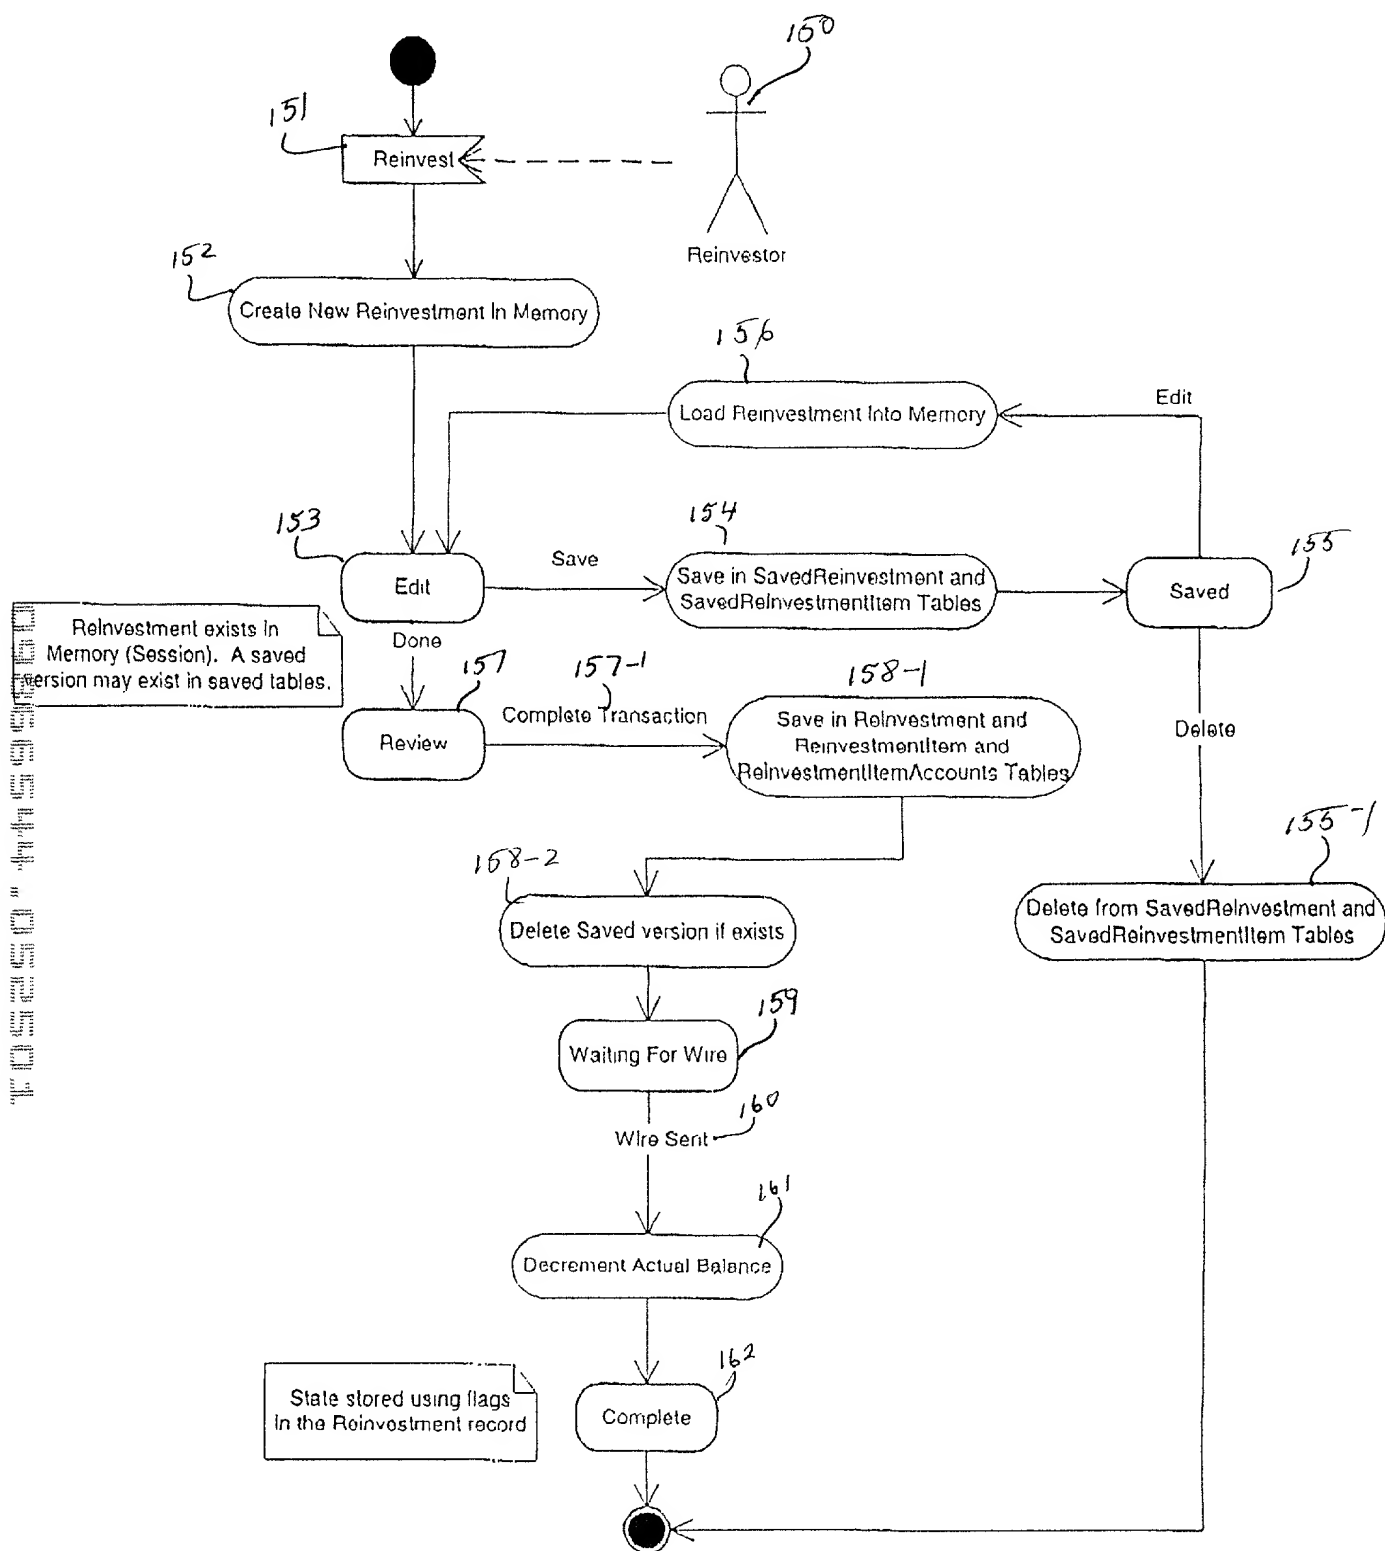 150
151
Reinvest
Reinvestor
152
Create New Reinvestment In Memory
156
Load Reinvestment Into Memory
Edit
153
Edit
Save
154
Save in SavedReinvestment and
SavedReinvestmentItem Tables
155
Saved
Reinvestment exists in
Memory (Session). A saved
version may exist in saved tables.
Done
157
Review
157-1
Complete Transaction
158-1
Save in Reinvestment and
ReinvestmentItem and
ReinvestmentItemAccounts Tables
Delete
155-1
Delete from SavedReinvestment and
SavedReinvestmentItem Tables
158-2
Delete Saved version if exists
159
Waiting For Wire
160
Wire Sent
161
Decrement Actual Balance
162
Complete
State stored using flags
in the Reinvestment record